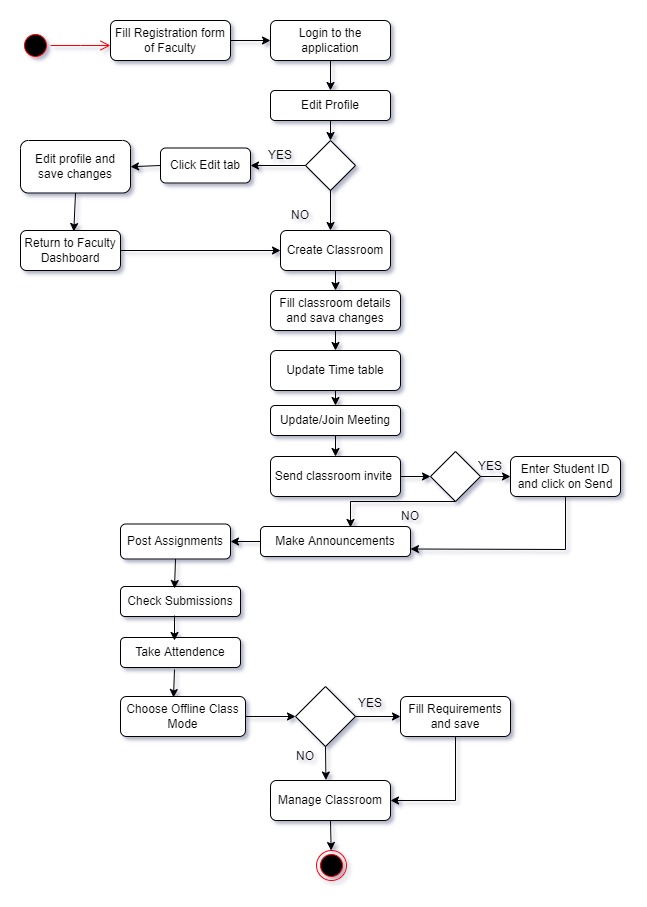 Fill Registration form
of Faculty
Login to the
application
Edit Profile
YES
Click Edit tab
Edit profile and
save changes
NO
Return to Faculty
Dashboard
Create Classroom
Fill classroom details
and sava changes
Update Time table
Update/Join Meeting
Send classroom invite
YES
Enter Student ID
and click on Send
NO
Make Announcements
Post Assignments
Check Submissions
Take Attendence
Choose Offline Class
Mode
YES
Fill Requirements
and save
NO
Manage Classroom